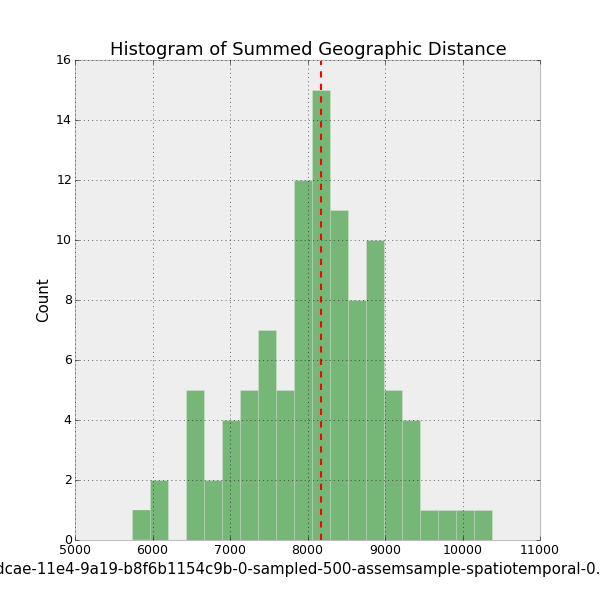 Histogram of Summed Geographic Distance
16
14
12
10
8
6
4
2
0
Count
5000 6000 7000 8000 9000 10000 11000
dcae-11e4-9a19-b8f6b1154c9b-0-sampled-500-assemsample-spatiotemporal-0.